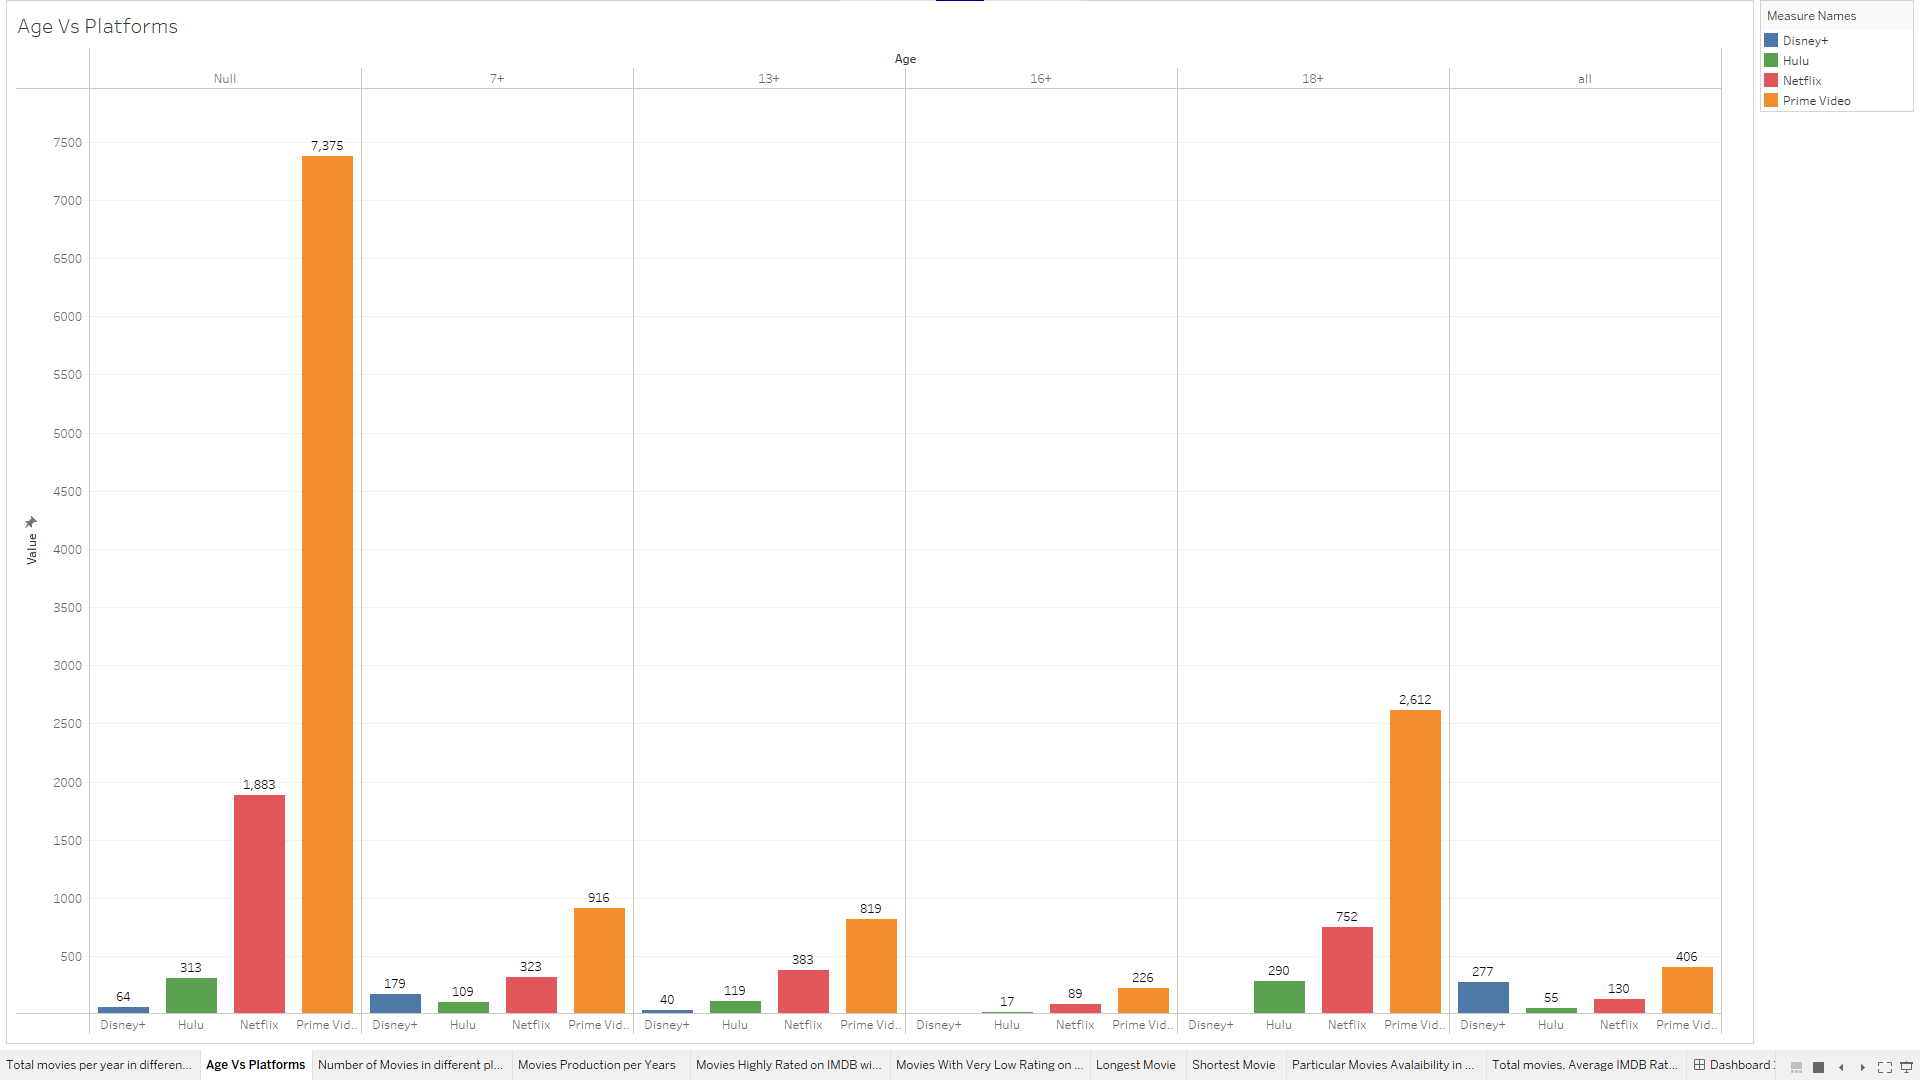 Age Vs Platforms
Measure Names
Disney+
Hulu
Netflix
Prime Video
Age
Null 7+ 13+ 16+ 18+ all
Value
7500
7000
6500
6000
5500
5000
4500
4000
3500
3000
2500
2000
1500
1000
500
64 313 1,883 7,375
179 109 323 916
40 119 383 819
17 89 226
290 752 2,612
277 55 130 406
Disney+ Hulu Netflix Prime Vid.. Disney+ Hulu Netflix Prime Vid.. Disney+ Hulu Netflix Prime Vid.. Disney+ Hulu Netflix Prime Vid.. Disney+ Hulu Netflix Prime Vid.. Disney+ Hulu Netflix Prime Vid..
Total movies per year in differen... Age Vs Platforms Number of Movies in different pl... Movies Production per Years Movies Highly Rated on IMDB wi... Movies With Very Low Rating on ... Longest Movie Shortest Movie Particular Movies Avalaibility in ... Total movies, Average IMDB Rat... Dashboard